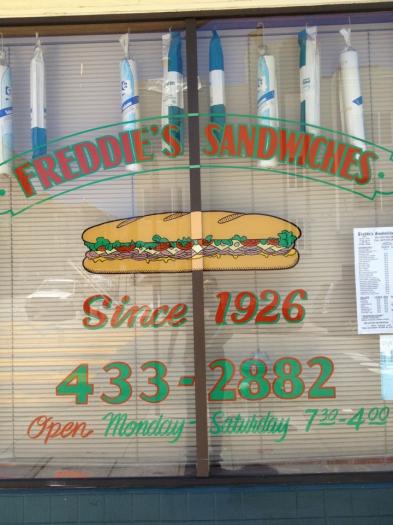 FREDDIE'S SANDWICHES
Since 1926
433-2882
Open Monday - Saturday 7:30-4:00